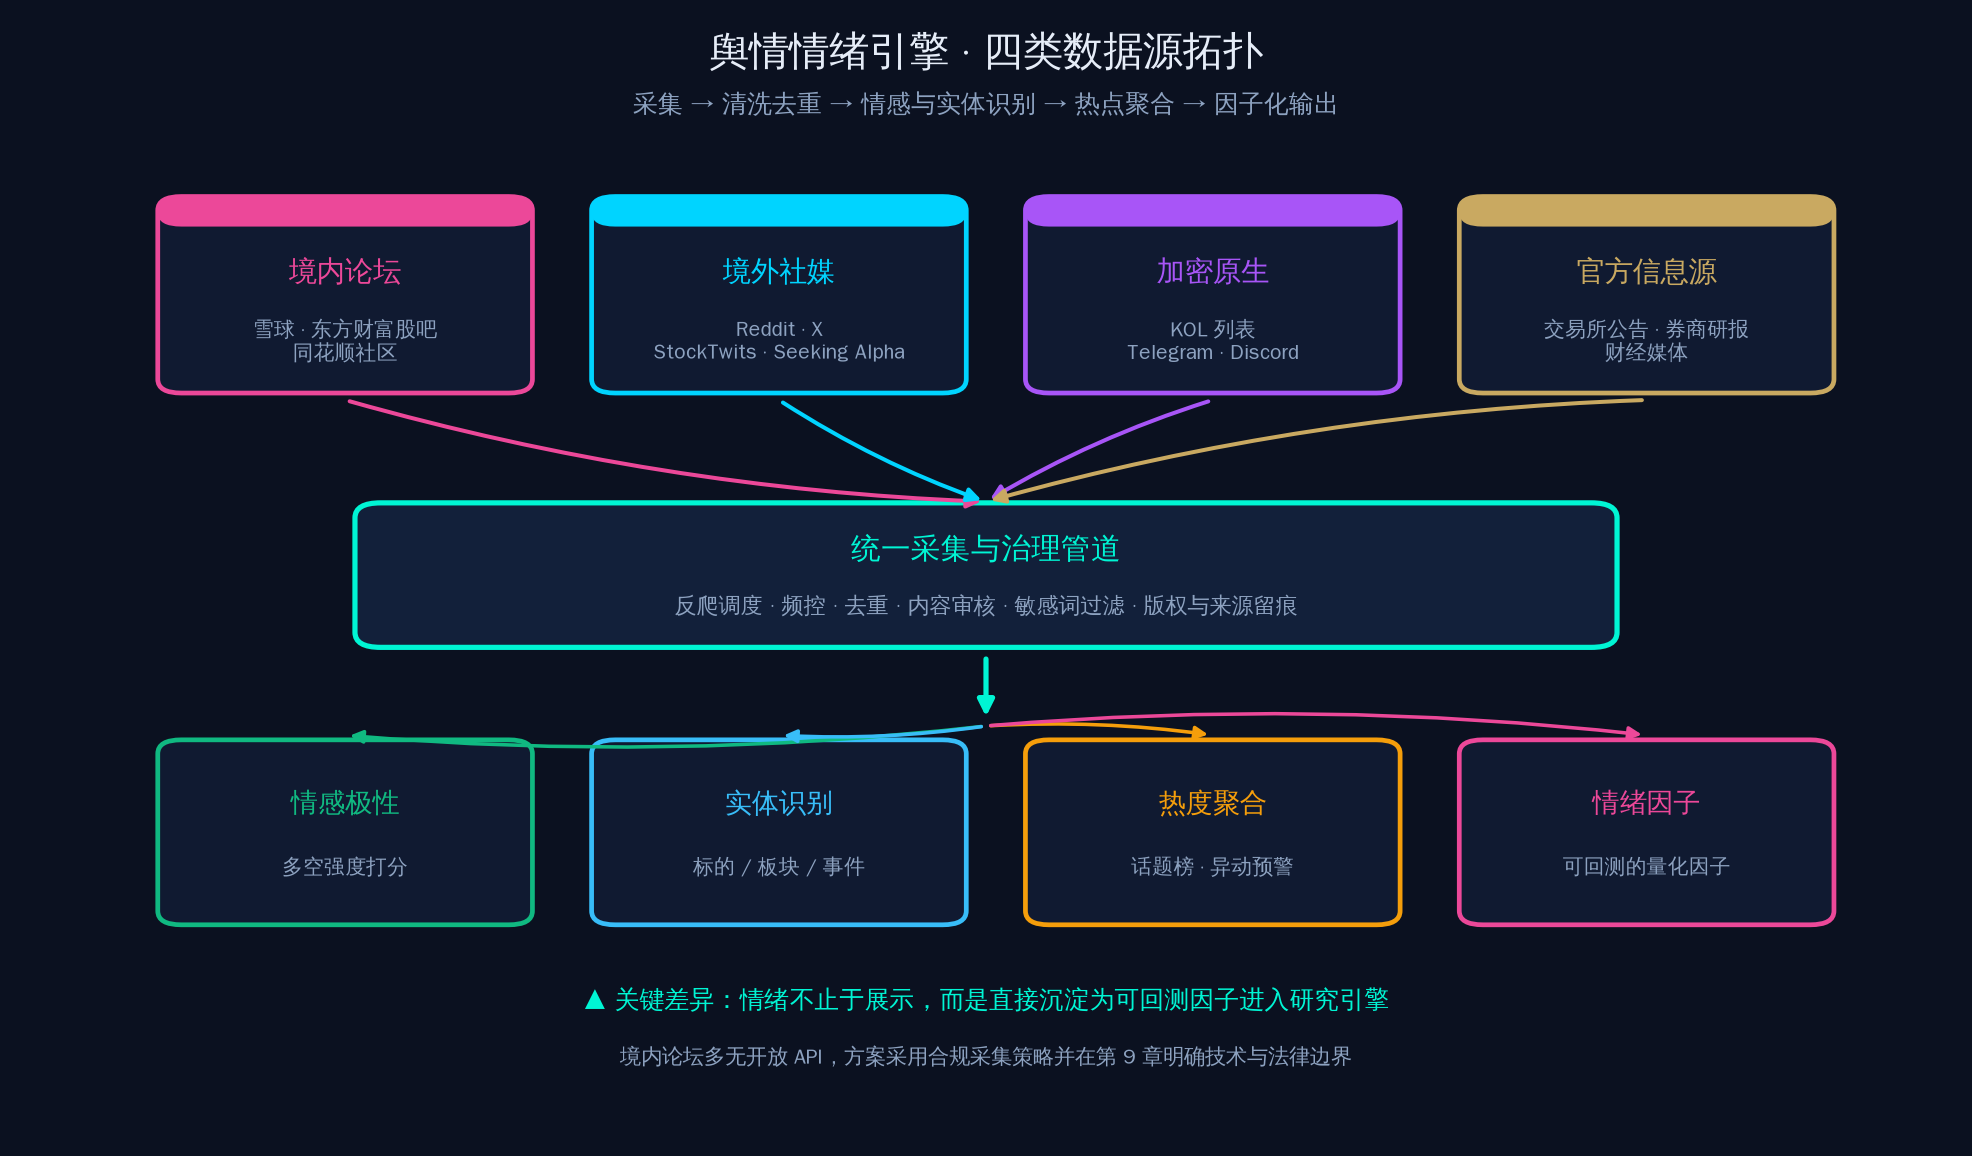 舆情情绪引擎 · 四类数据源拓扑
采集 → 清洗去重 → 情感与实体识别 → 热点聚合 → 因子化输出
境内论坛
雪球 · 东方财富股吧
同花顺社区
境外社媒
Reddit · X
StockTwits · Seeking Alpha
加密原生
KOL 列表
Telegram · Discord
官方信息源
交易所公告 · 券商研报
财经媒体
统一采集与治理管道
反爬调度 · 频控 · 去重 · 内容审核 · 敏感词过滤 · 版权与来源留痕
情感极性
多空强度打分
实体识别
标的 / 板块 / 事件
热度聚合
话题榜 · 异动预警
情绪因子
可回测的量化因子
▲ 关键差异：情绪不止于展示，而是直接沉淀为可回测因子进入研究引擎
境内论坛多无开放 API，方案采用合规采集策略并在第 9 章明确技术与法律边界